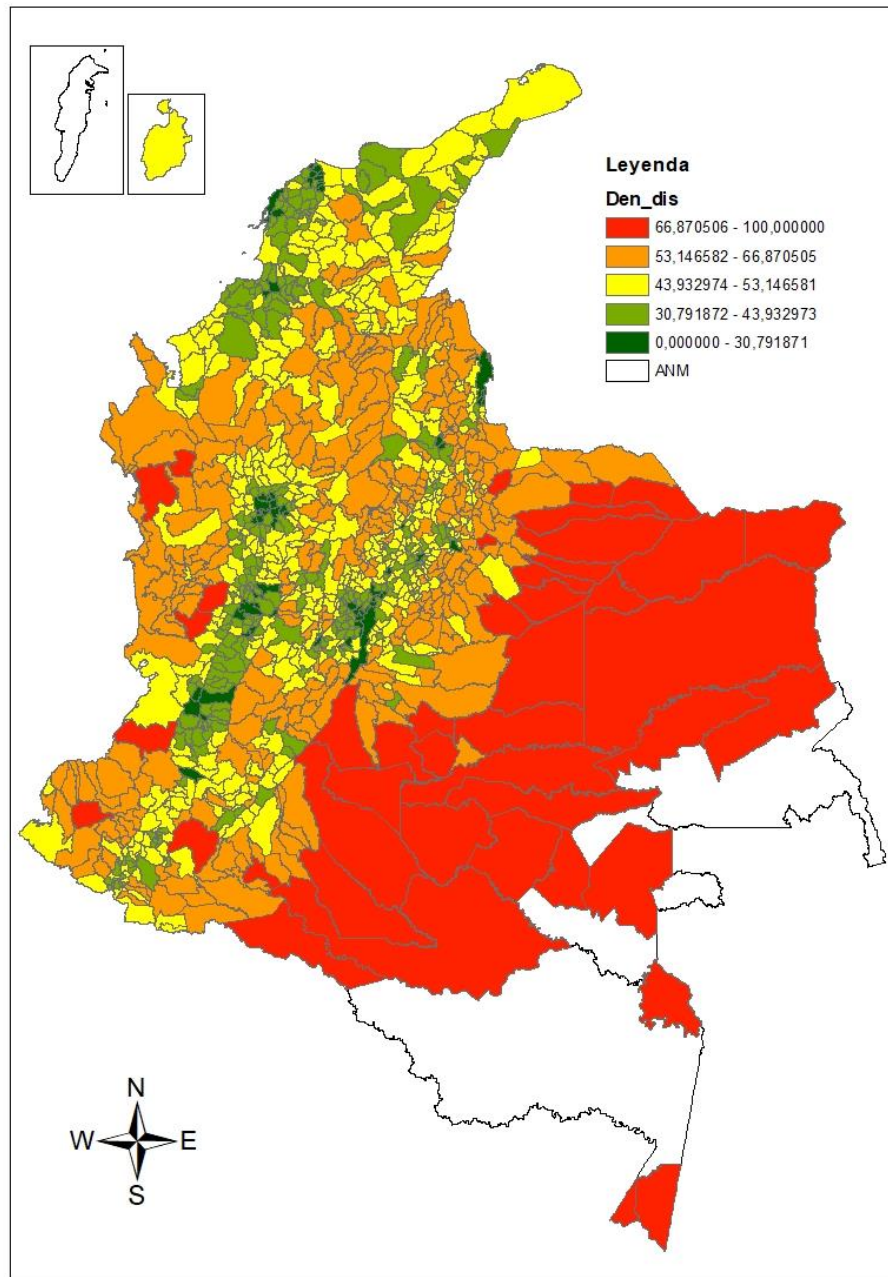 Leyenda
Den_dis
66,870506 - 100,000000
53,146582 - 66,870505
43,932974 - 53,146581
30,791872 - 43,932973
0,000000 - 30,791871
ANM
N
W E
S